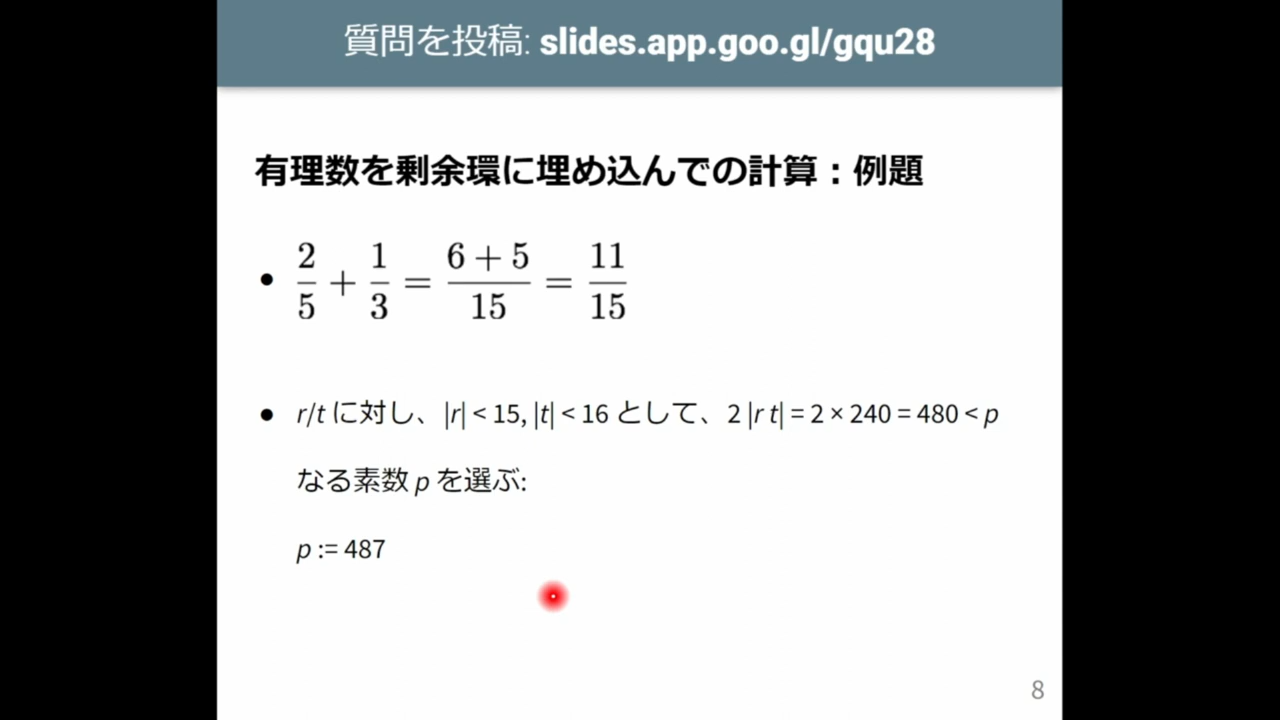 質問を投稿: slides.app.goo.gl/gqu28
有理数を剰余環に埋め込んでの計算：例題
• 2/5 + 1/3 = (6 + 5)/15 = 11/15
• r/t に対し、|r| < 15, |t| < 16 として、2 |r t| = 2 × 240 = 480 < p
なる素数 p を選ぶ:
p := 487
8